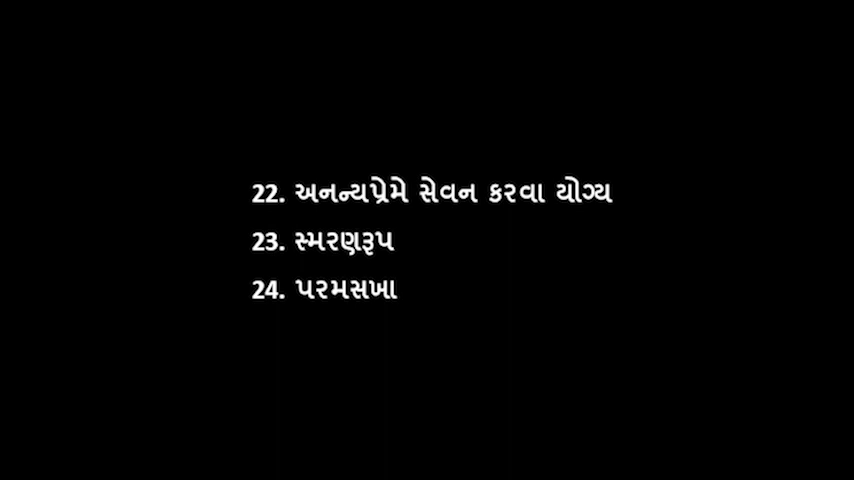 22. અનન્યપ્રેમે સેવન કરવા યોગ્ય
23. સ્મરણરૂપ
24. પરમસખા